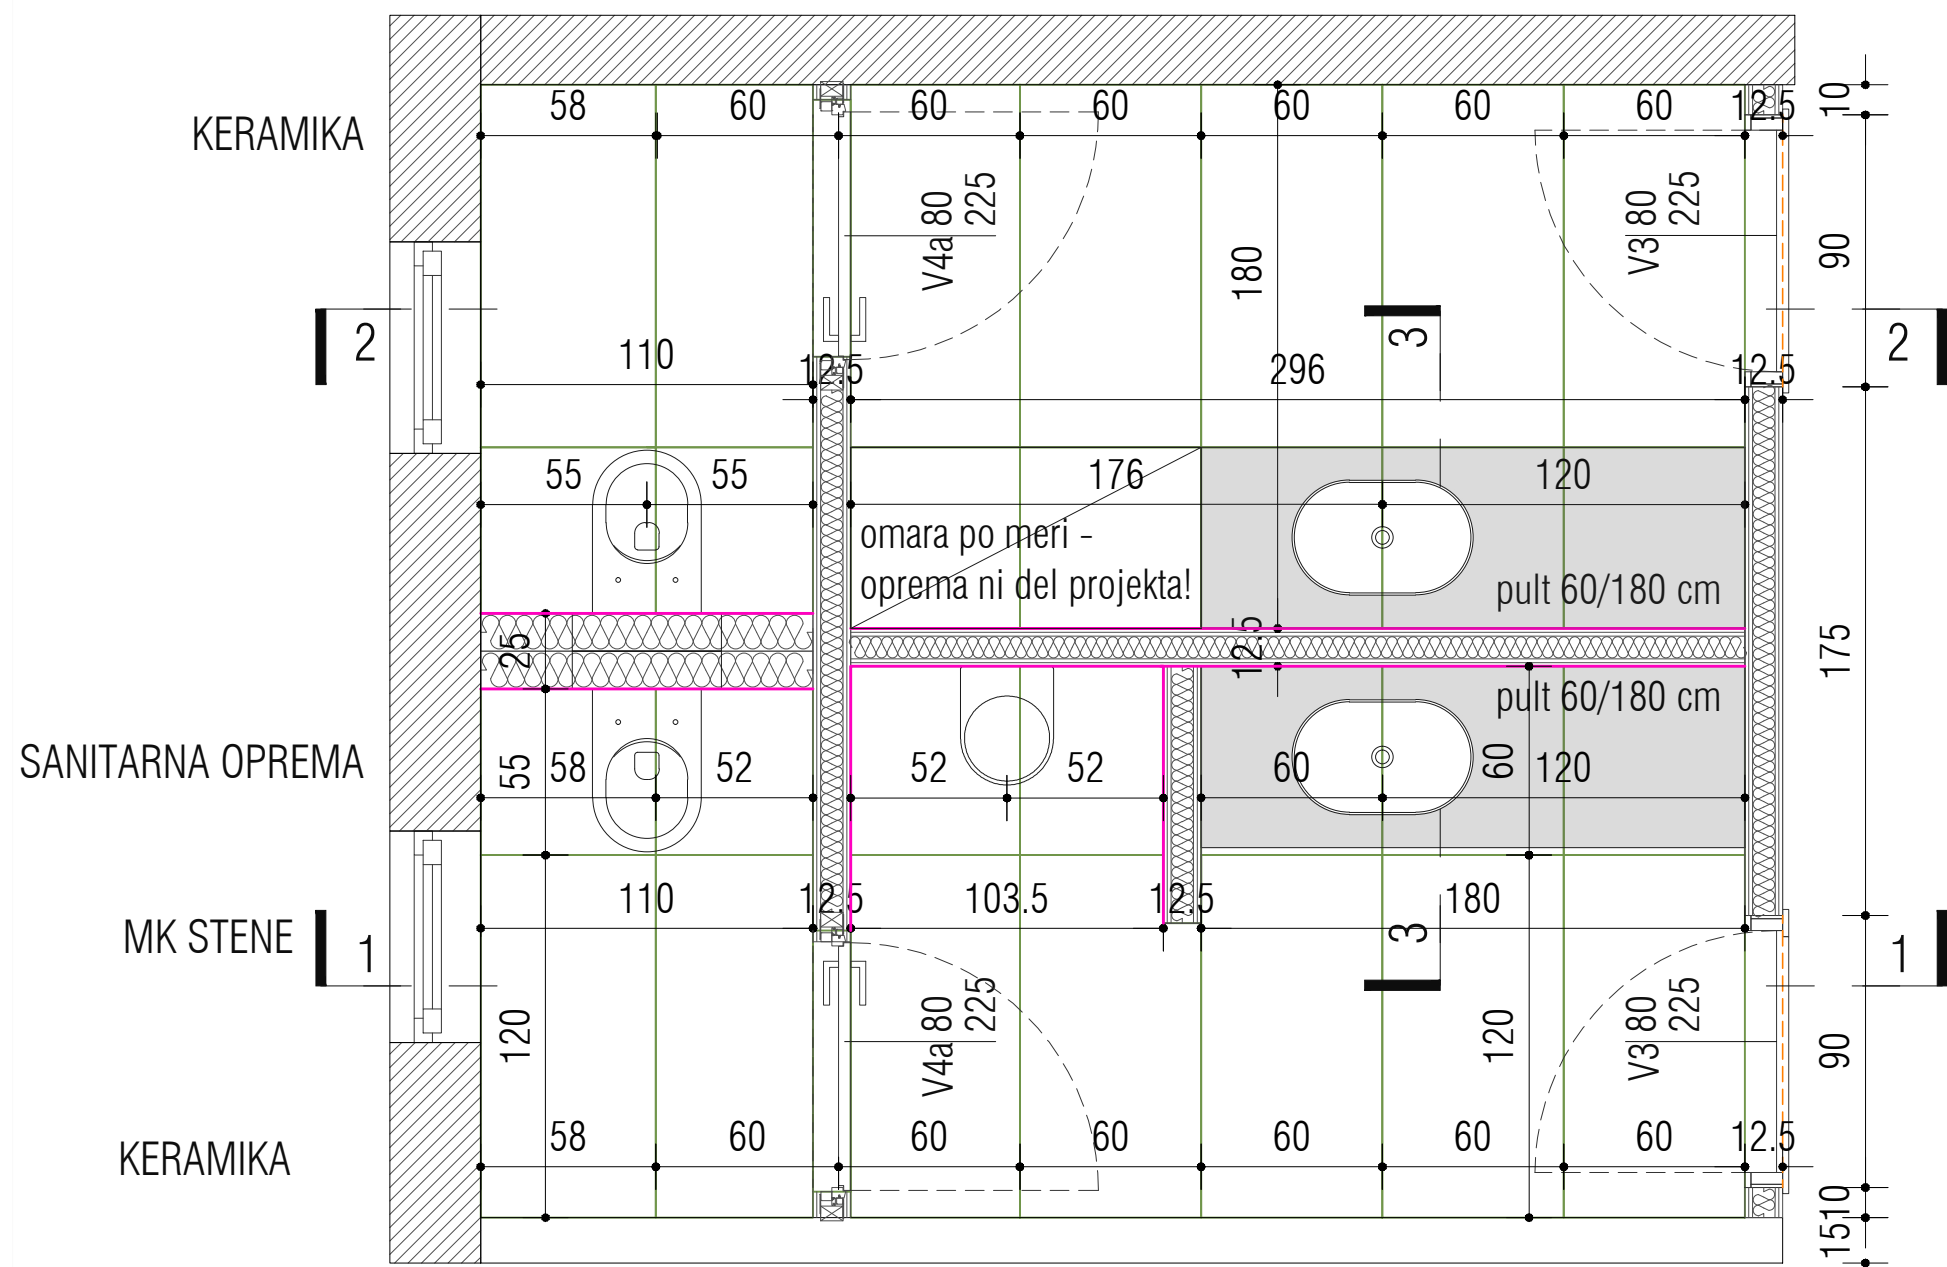 58 60 60 60 60 60 60 12.5 10
KERAMIKA
V4a 80
225
V3 80
225
180
90
2
3
2
110 12.5 296 12.5
55 55 176 120
omara po meri -
oprema ni del projekta!
pult 60/180 cm
25
12.5
175
pult 60/180 cm
SANITARNA OPREMA
55 58 52 52 52 60 60 120
110 12.5 103.5 12.5 180
MK STENE
1
3
1
V4a 80
225
V3 80
225
120
120
90
58 60 60 60 60 60 60 12.5
KERAMIKA
10
15